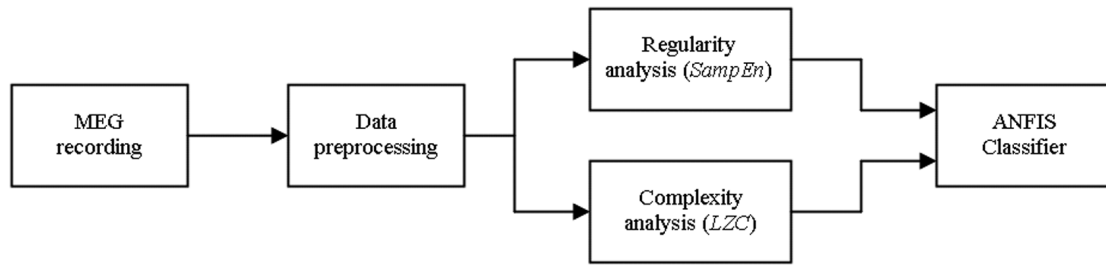 MEG
recording
Data
preprocessing
Regularity
analysis (SampEn)
Complexity
analysis (LZC)
ANFIS
Classifier